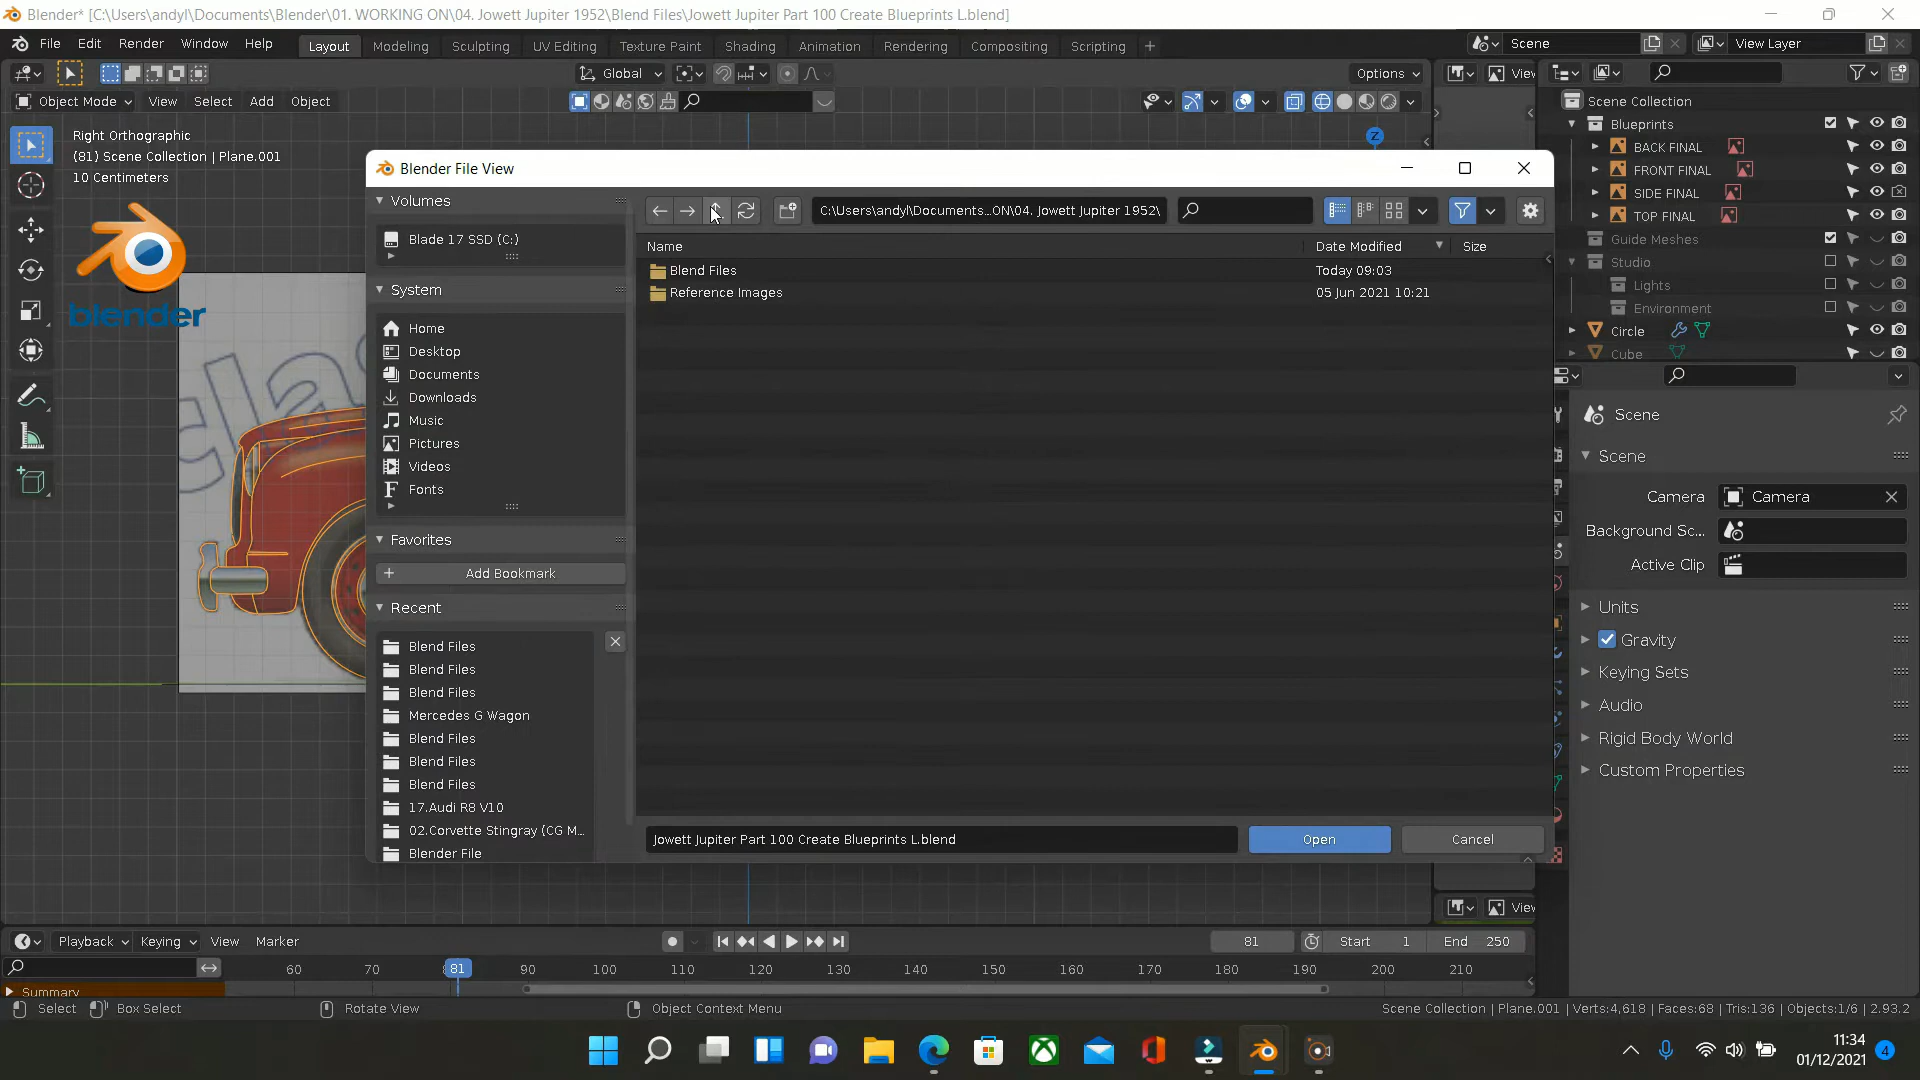 Blender* [C:\Users\andyl\Documents\Blender\01. WORKING ON\04. Jowett Jupiter 1952\Blend Files\Jowett Jupiter Part 100 Create Blueprints L.blend]
File Edit Render Window Help Layout Modeling Sculpting UV Editing Texture Paint Shading Animation Rendering Compositing Scripting + Scene View Layer
Global Options
Object Mode View Select Add Object
Right Orthographic
(81) Scene Collection | Plane.001
10 Centimeters
Z
blender
Blender File View
Volumes
Blade 17 SSD (C:)
System
Home
Desktop
Documents
Downloads
Music
Pictures
Videos
Fonts
Favorites
+ Add Bookmark
Recent
Blend Files
Blend Files
Blend Files
Mercedes G Wagon
Blend Files
Blend Files
Blend Files
17.Audi R8 V10
02.Corvette Stingray (CG M...
Blender File
C:\Users\andyl\Documents...ON\04. Jowett Jupiter 1952\
Name Date Modified Size
Blend Files Today 09:03
Reference Images 05 Jun 2021 10:21
Jowett Jupiter Part 100 Create Blueprints L.blend Open Cancel
Scene Collection
Blueprints
BACK FINAL
FRONT FINAL
SIDE FINAL
TOP FINAL
Guide Meshes
Studio
Lights
Environment
Circle
Cube
Scene
Scene
Camera Camera
Background Sc...
Active Clip
Units
Gravity
Keying Sets
Audio
Rigid Body World
Custom Properties
Playback Keying View Marker 81 Start 1 End 250
60 70 81 90 100 110 120 130 140 150 160 170 180 190 200 210
Summary
Select Box Select Rotate View Object Context Menu Scene Collection | Plane.001 | Verts:4,618 | Faces:68 | Tris:136 | Objects:1/6 | 2.93.2
11:34
01/12/2021
4